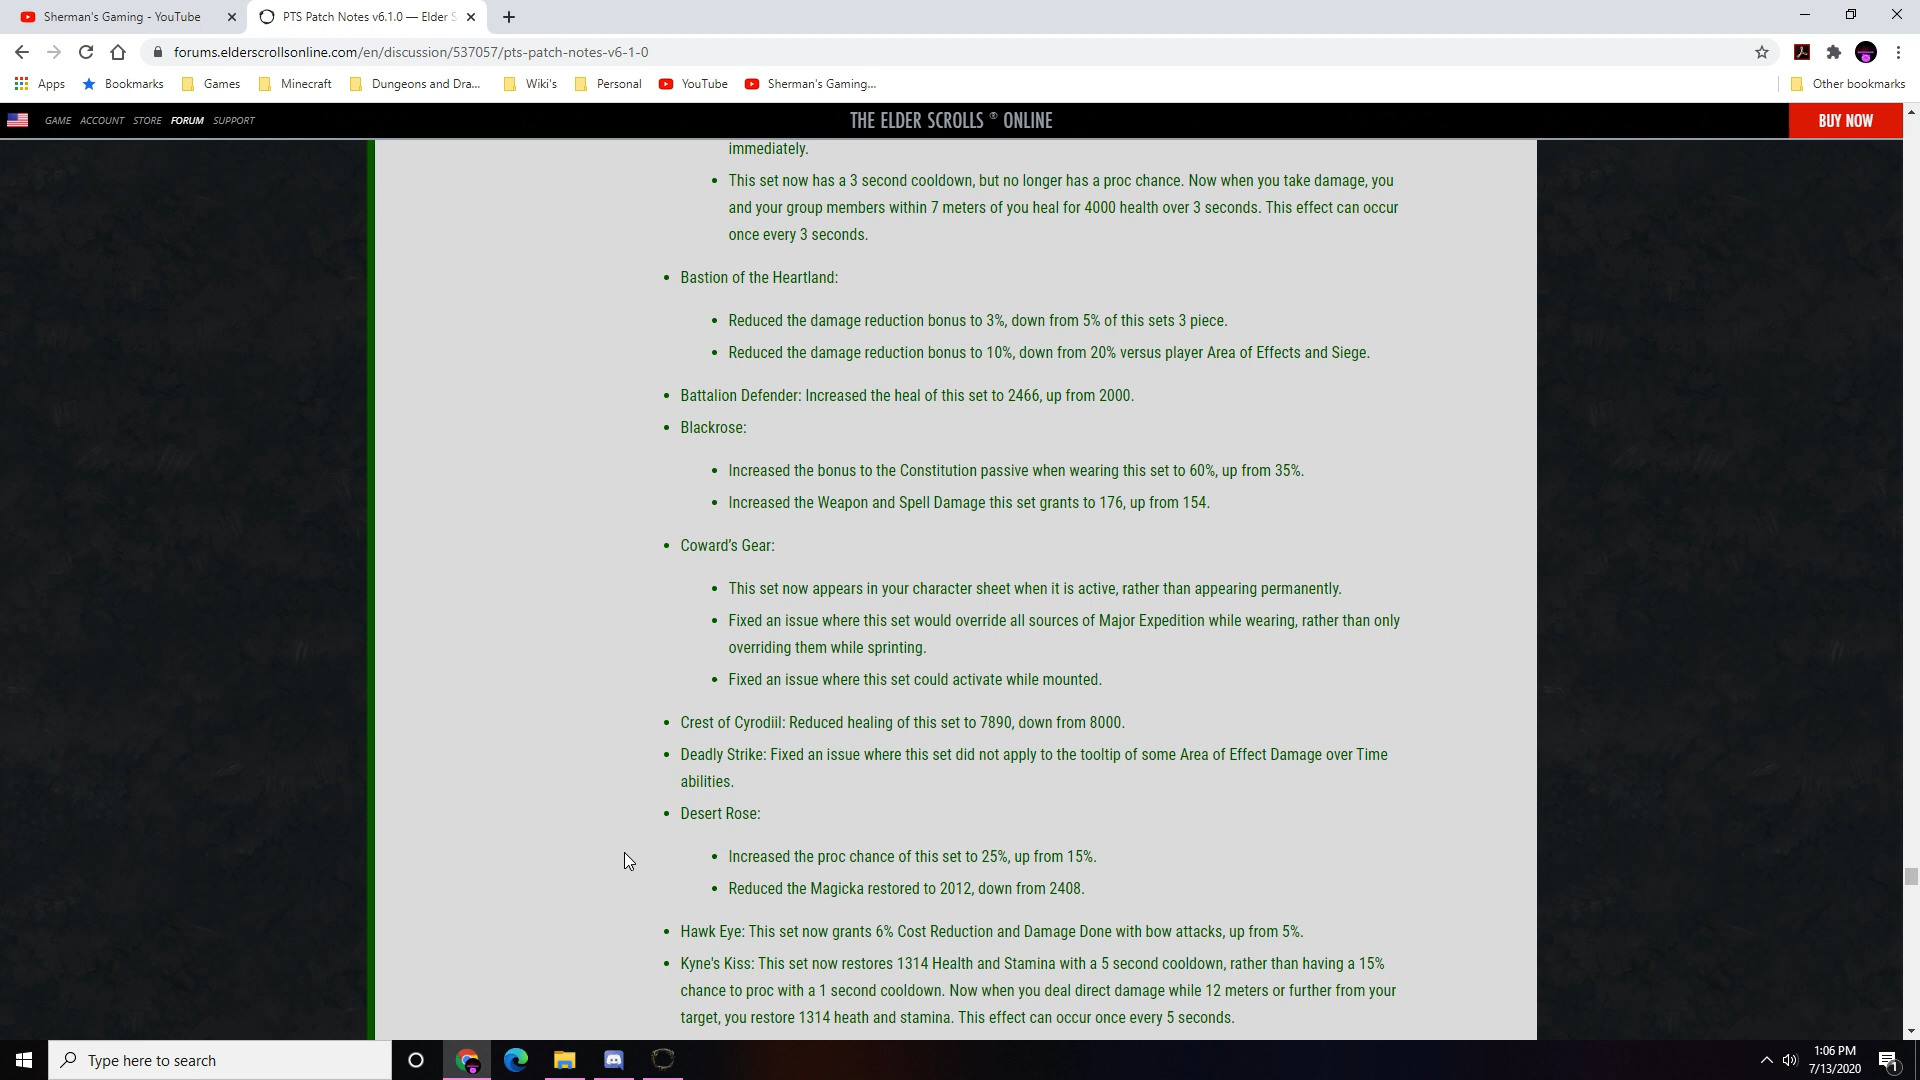 Sherman's Gaming - YouTube
PTS Patch Notes v6.1.0 — Elder S
forums.elderscrollsonline.com/en/discussion/537057/pts-patch-notes-v6-1-0
Apps Bookmarks Games Minecraft Dungeons and Dra... Wiki's Personal YouTube Sherman's Gaming... Other bookmarks
GAME ACCOUNT STORE FORUM SUPPORT THE ELDER SCROLLS ® ONLINE BUY NOW
immediately.
• This set now has a 3 second cooldown, but no longer has a proc chance. Now when you take damage, you
and your group members within 7 meters of you heal for 4000 health over 3 seconds. This effect can occur
once every 3 seconds.
• Bastion of the Heartland:
• Reduced the damage reduction bonus to 3%, down from 5% of this sets 3 piece.
• Reduced the damage reduction bonus to 10%, down from 20% versus player Area of Effects and Siege.
• Battalion Defender: Increased the heal of this set to 2466, up from 2000.
• Blackrose:
• Increased the bonus to the Constitution passive when wearing this set to 60%, up from 35%.
• Increased the Weapon and Spell Damage this set grants to 176, up from 154.
• Coward’s Gear:
• This set now appears in your character sheet when it is active, rather than appearing permanently.
• Fixed an issue where this set would override all sources of Major Expedition while wearing, rather than only
overriding them while sprinting.
• Fixed an issue where this set could activate while mounted.
• Crest of Cyrodiil: Reduced healing of this set to 7890, down from 8000.
• Deadly Strike: Fixed an issue where this set did not apply to the tooltip of some Area of Effect Damage over Time
abilities.
• Desert Rose:
• Increased the proc chance of this set to 25%, up from 15%.
• Reduced the Magicka restored to 2012, down from 2408.
• Hawk Eye: This set now grants 6% Cost Reduction and Damage Done with bow attacks, up from 5%.
• Kyne's Kiss: This set now restores 1314 Health and Stamina with a 5 second cooldown, rather than having a 15%
chance to proc with a 1 second cooldown. Now when you deal direct damage while 12 meters or further from your
target, you restore 1314 heath and stamina. This effect can occur once every 5 seconds.
Type here to search
1:06 PM
7/13/2020
1